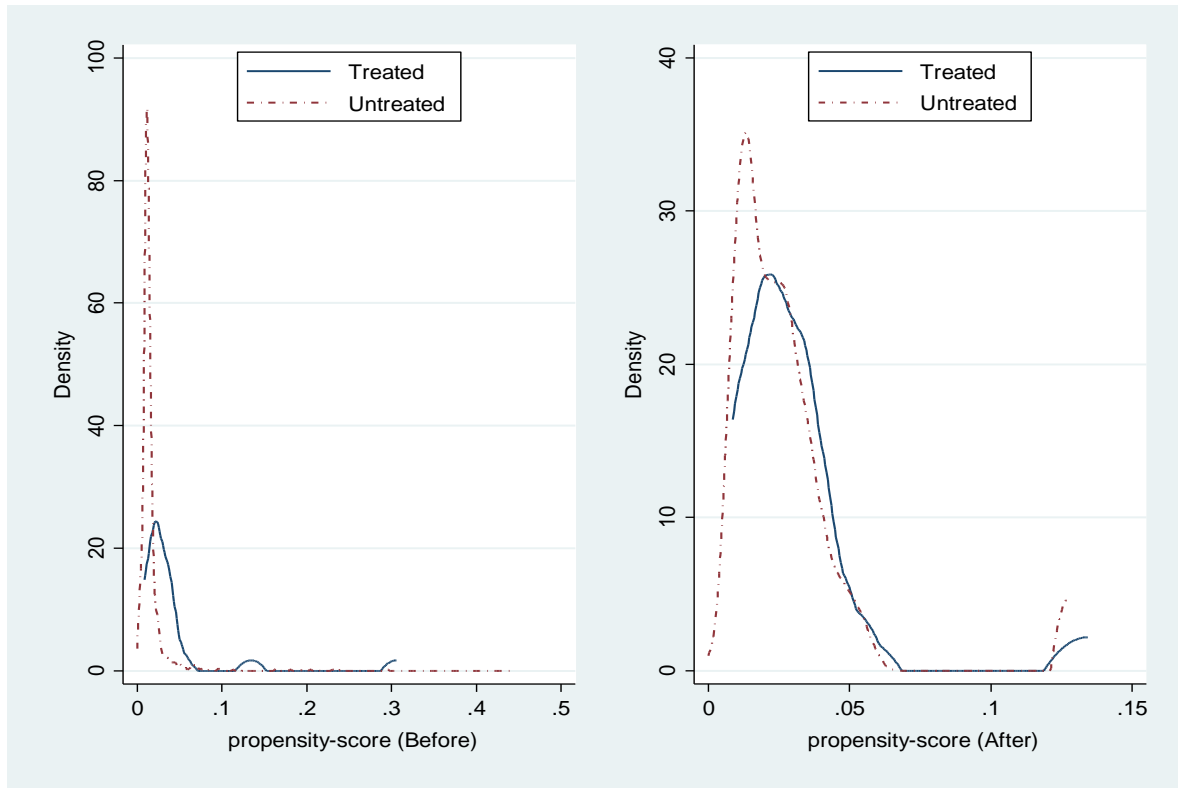 Treated
Untreated
Density
100
80
60
40
20
0
0 .1 .2 .3 .4 .5
propensity-score (Before)
Treated
Untreated
Density
40
30
20
10
0
0 .05 .1 .15
propensity-score (After)